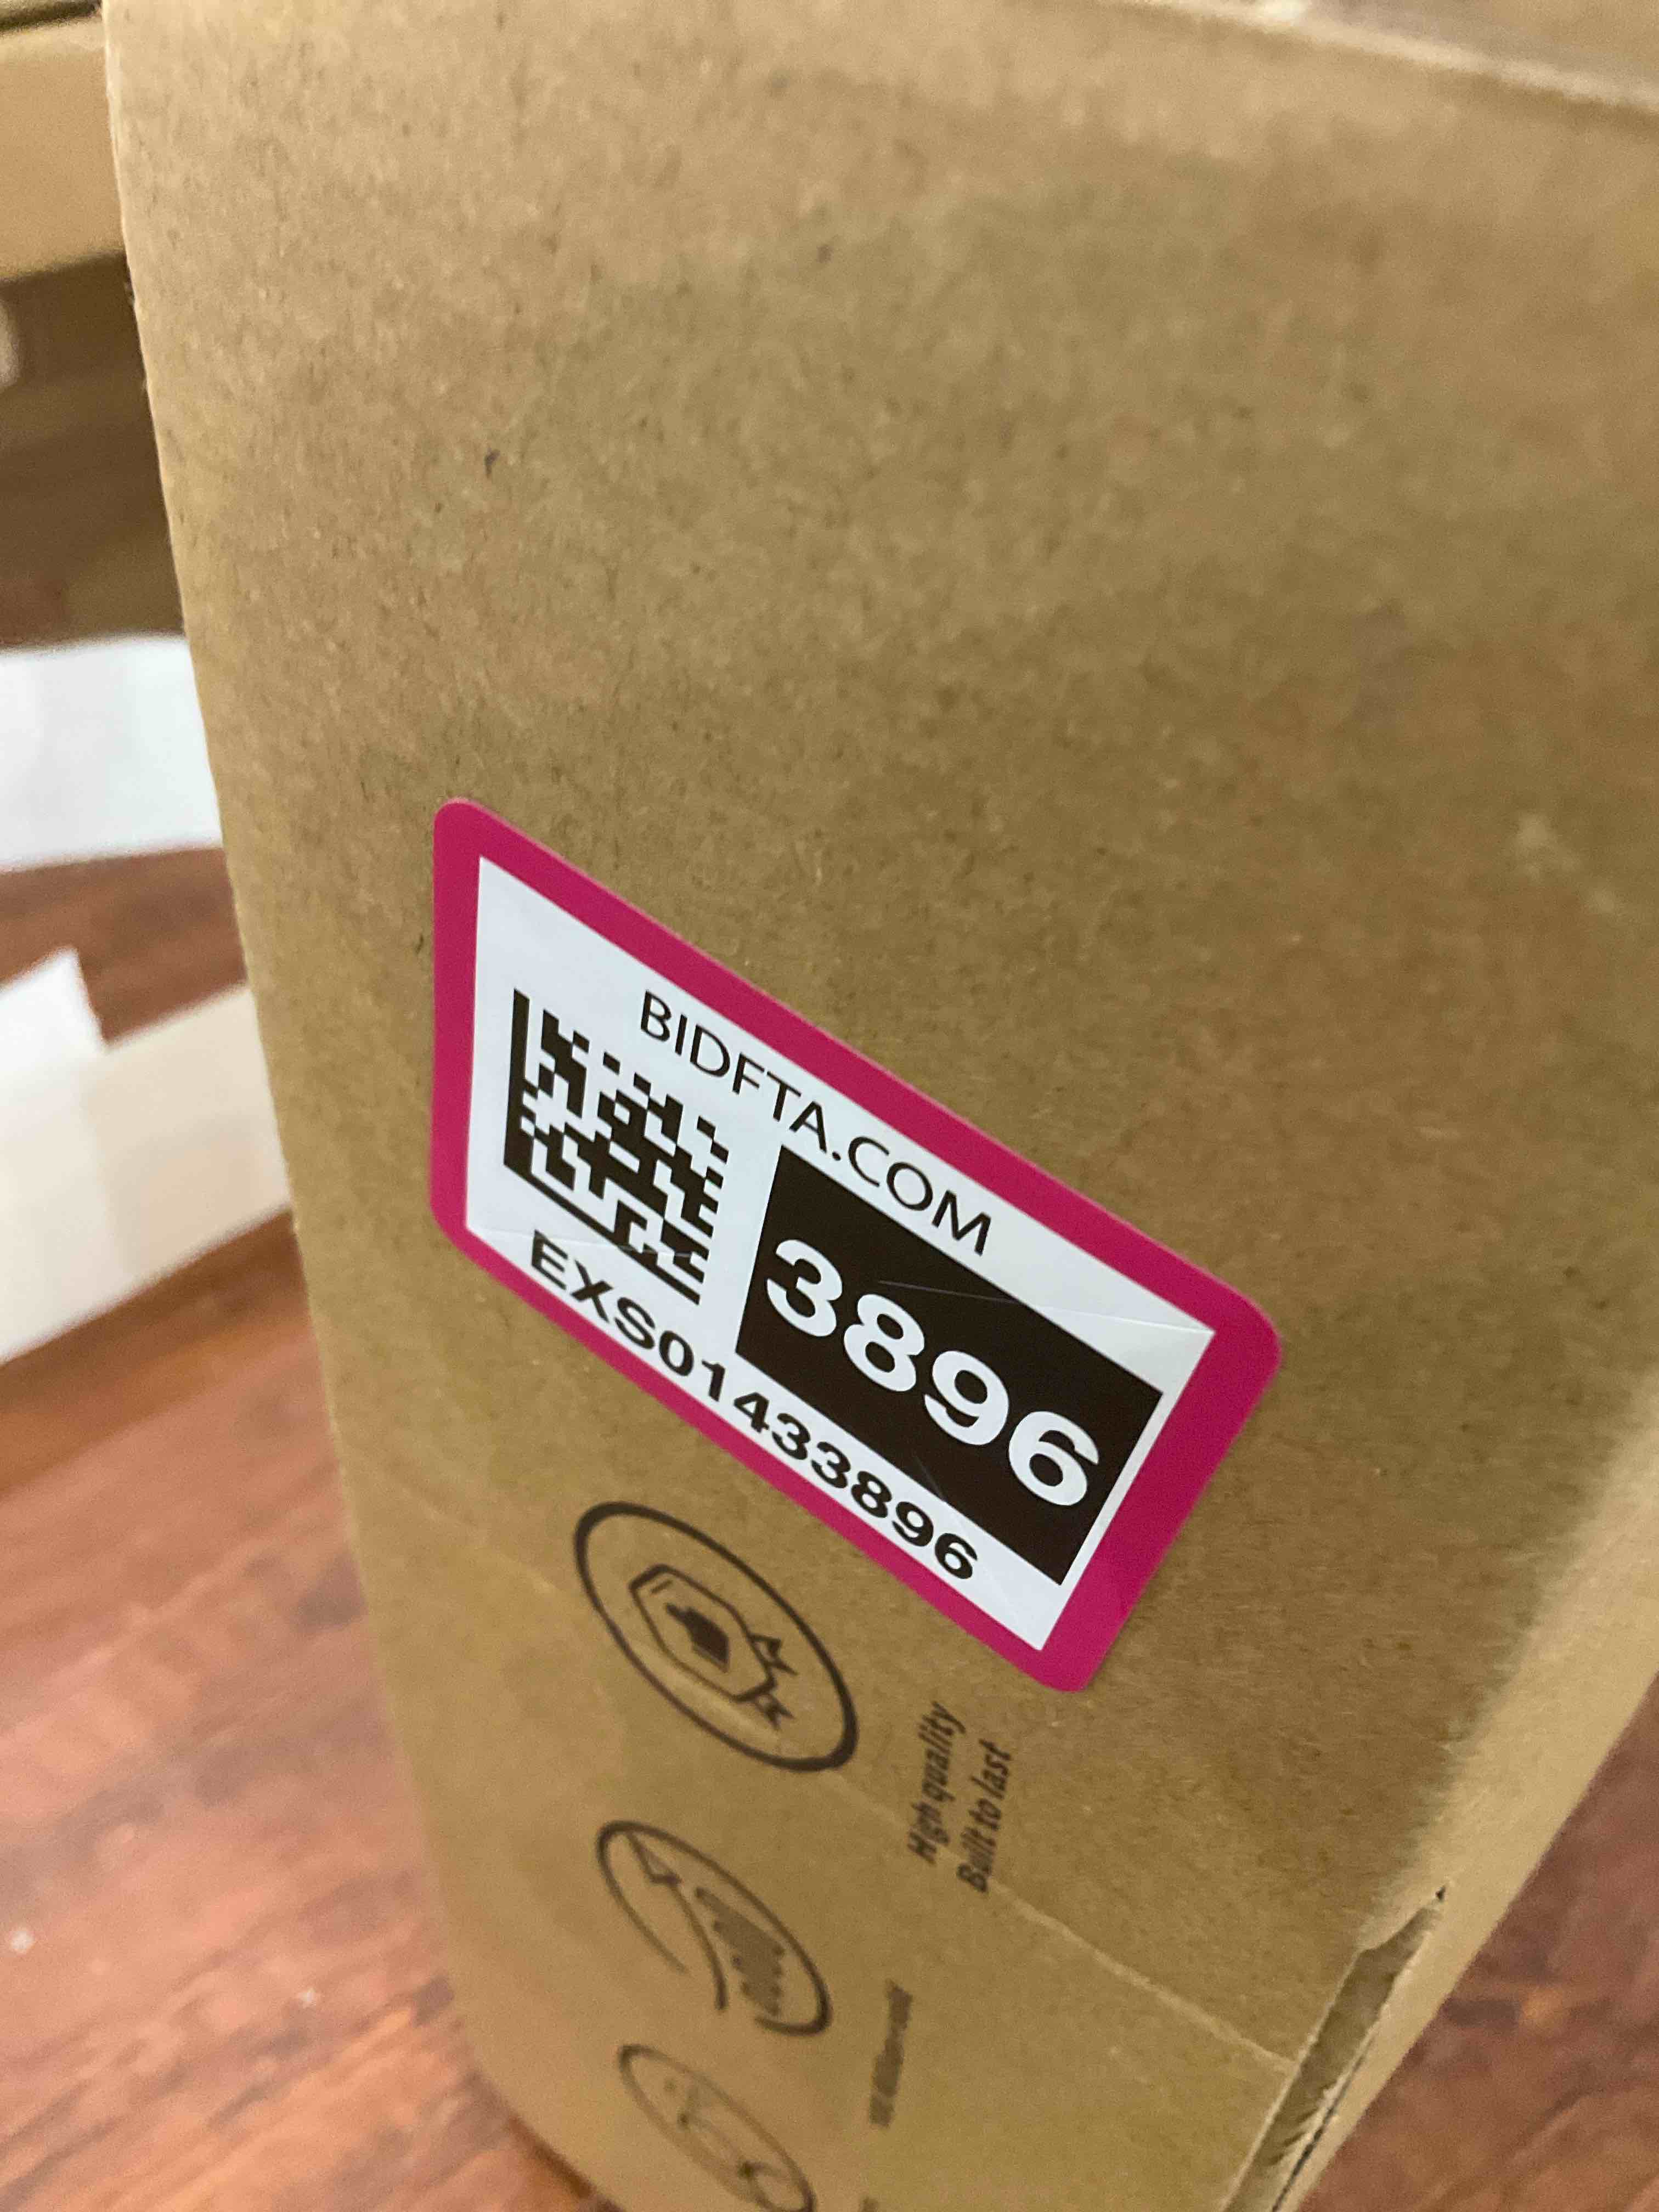 BIDFTA.COM
3896
EXS01433896
High quality
Built to last